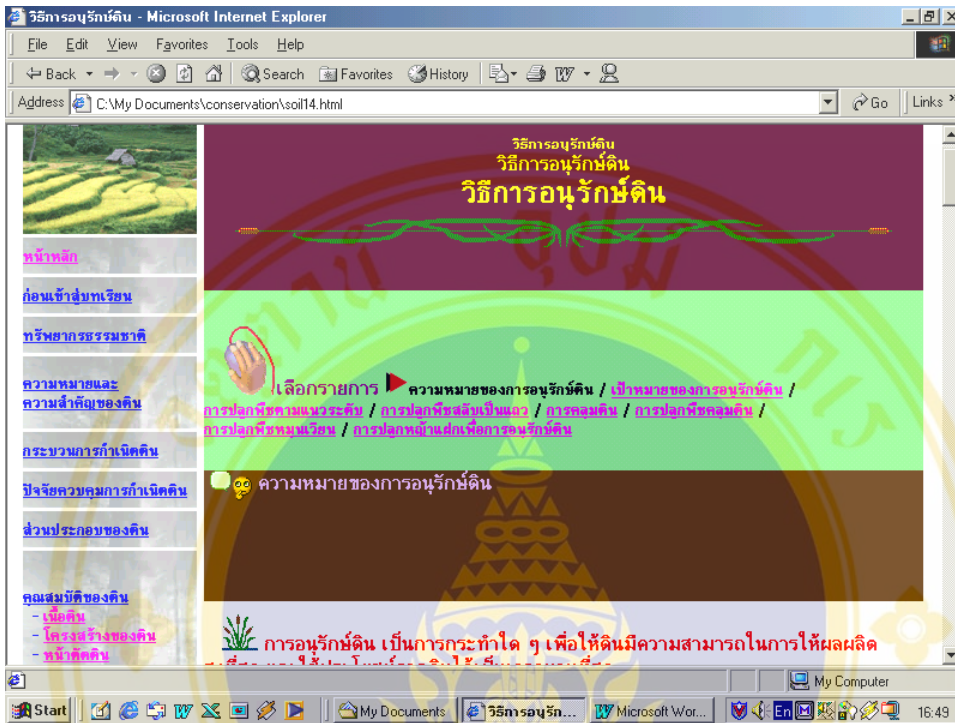 วิธีการอนุรักษ์ดิน - Microsoft Internet Explorer
File Edit View Favorites Tools Help
Back Search Favorites History
Address C:\My Documents\conservation\soil14.html Go Links
วิธีการอนุรักษ์ดิน
วิธีการอนุรักษ์ดิน
วิธีการอนุรักษ์ดิน
หน้าหลัก
ก่อนเข้าสู่บทเรียน
ทรัพยากรธรรมชาติ
ความหมายและ
ความสำคัญของดิน
กระบวนการกำเนิดดิน
ปัจจัยควบคุมการกำเนิดดิน
ส่วนประกอบของดิน
คุณสมบัติของดิน
- เนื้อดิน
- โครงสร้างของดิน
- หน้าตัดดิน
เลือกรายการ ความหมายของการอนุรักษ์ดิน / เป้าหมายของการอนุรักษ์ดิน /
การปลูกพืชตามแนวระดับ / การปลูกพืชสลับเป็นแถว / การคลุมดิน / การปลูกพืชคลุมดิน /
การปลูกพืชหมุนเวียน / การปลูกหญ้าแฝกเพื่อการอนุรักษ์ดิน
ความหมายของการอนุรักษ์ดิน
การอนุรักษ์ดิน เป็นการกระทำใด ๆ เพื่อให้ดินมีความสามารถในการให้ผลผลิต
My Computer
Start My Documents วิธีการอนุรัก... Microsoft Wor... En 16:49